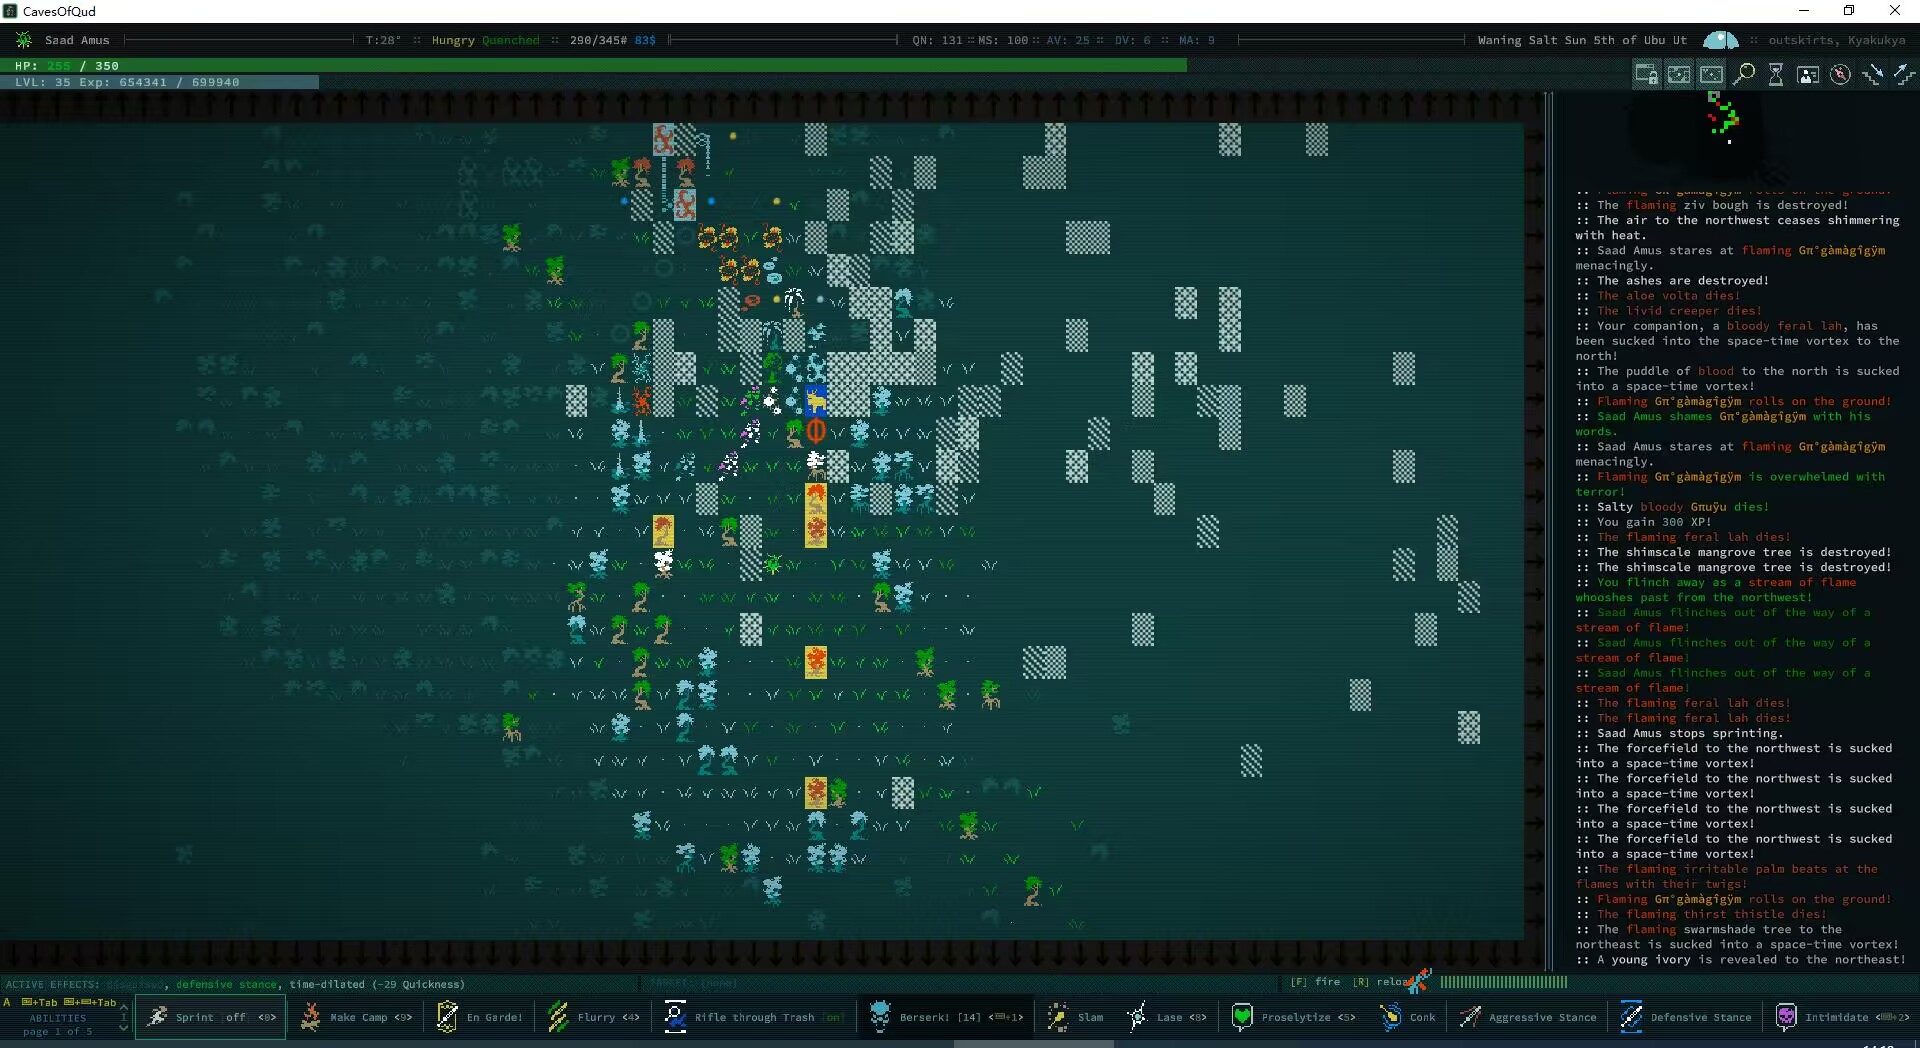 CavesOfQud
Saad Amus T:28° :: Hungry Quenched :: 290/345# 83$ QN: 131 :: MS: 100 :: AV: 25 :: DV: 6 :: MA: 9 Waning Salt Sun 5th of Ubu Ut :: outskirts, Kyakukya
HP: 255 / 350
LVL: 35 Exp: 654341 / 699940
:: The flaming ziv bough is destroyed!
:: The air to the northwest ceases shimmering
with heat.
:: Saad Amus stares at flaming Gπ°gàmàgîgÿm
menacingly.
:: The ashes are destroyed!
:: The aloe volta dies!
:: The livid creeper dies!
:: Your companion, a bloody feral lah, has
been sucked into the space-time vortex to the
north!
:: The puddle of blood to the north is sucked
into a space-time vortex!
:: Flaming Gπ°gàmàgîgÿm rolls on the ground!
:: Saad Amus shames Gπ°gàmàgîgÿm with his
words.
:: Saad Amus stares at flaming Gπ°gàmàgîgÿm
menacingly.
:: Flaming Gπ°gàmàgîgÿm is overwhelmed with
terror!
:: Salty bloody Gπuÿu dies!
:: You gain 300 XP!
:: The flaming feral lah dies!
:: The shimscale mangrove tree is destroyed!
:: The shimscale mangrove tree is destroyed!
:: You flinch away as a stream of flame
whooshes past from the northwest!
:: Saad Amus flinches out of the way of a
stream of flame!
:: Saad Amus flinches out of the way of a
stream of flame!
:: Saad Amus flinches out of the way of a
stream of flame!
:: The flaming feral lah dies!
:: The flaming feral lah dies!
:: Saad Amus stops sprinting.
:: The forcefield to the northwest is sucked
into a space-time vortex!
:: The forcefield to the northwest is sucked
into a space-time vortex!
:: The forcefield to the northwest is sucked
into a space-time vortex!
:: The forcefield to the northwest is sucked
into a space-time vortex!
:: The flaming irritable palm beats at the
flames with their twigs!
:: Flaming Gπ°gàmàgîgÿm rolls on the ground!
:: The flaming thirst thistle dies!
:: The flaming swarmshade tree to the
northeast is sucked into a space-time vortex!
:: A young ivory is revealed to the northeast!
ACTIVE EFFECTS: defensive stance, time-dilated (-29 Quickness) [F] fire [R] reloa
A +Tab +Tab
ABILITIES
page 1 of 5
Sprint off <0> Make Camp <9> En Garde! Flurry <4> Rifle through Trash [on] Berserk! [14] <+1> Slam Lase <8> Proselytize <5> Conk Aggressive Stance Defensive Stance Intimidate <+2>